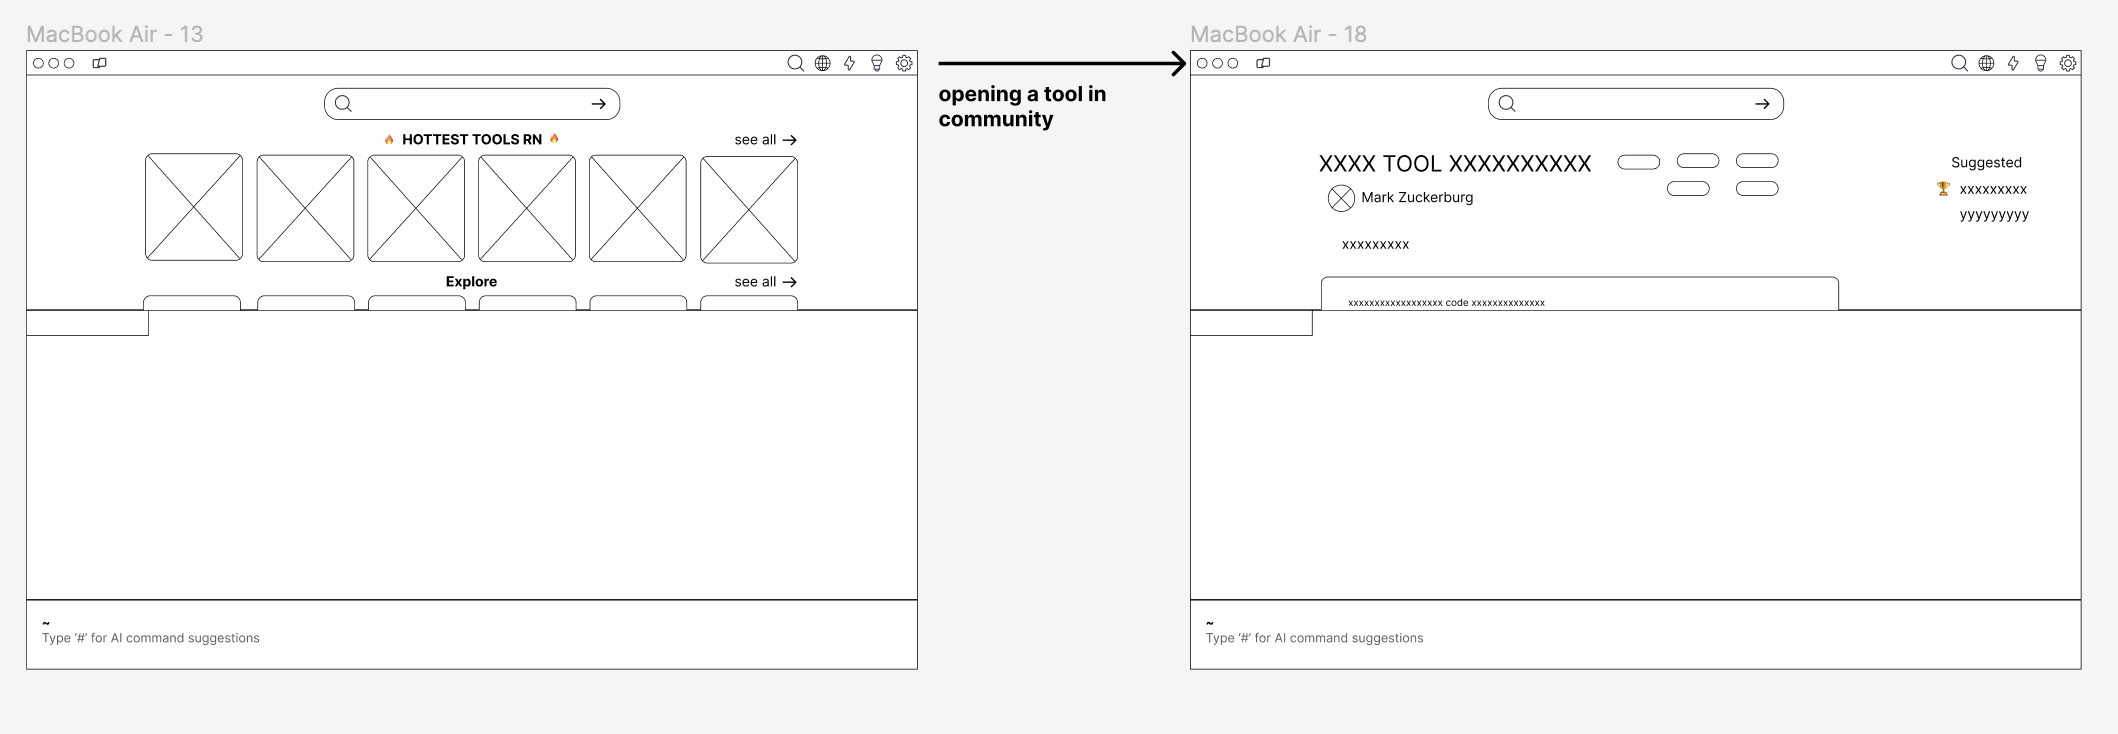 MacBook Air - 13
🔥 HOTTEST TOOLS RN 🔥
see all →
Explore
see all →
~
Type ‘#’ for AI command suggestions
opening a tool in
community
MacBook Air - 18
XXXX TOOL XXXXXXXXXX
Mark Zuckerburg
xxxxxxxxx
xxxxxxxxxxxxxxxxxx code xxxxxxxxxxxxxx
Suggested
🏆 xxxxxxxxx
yyyyyyyyy
~
Type ‘#’ for AI command suggestions